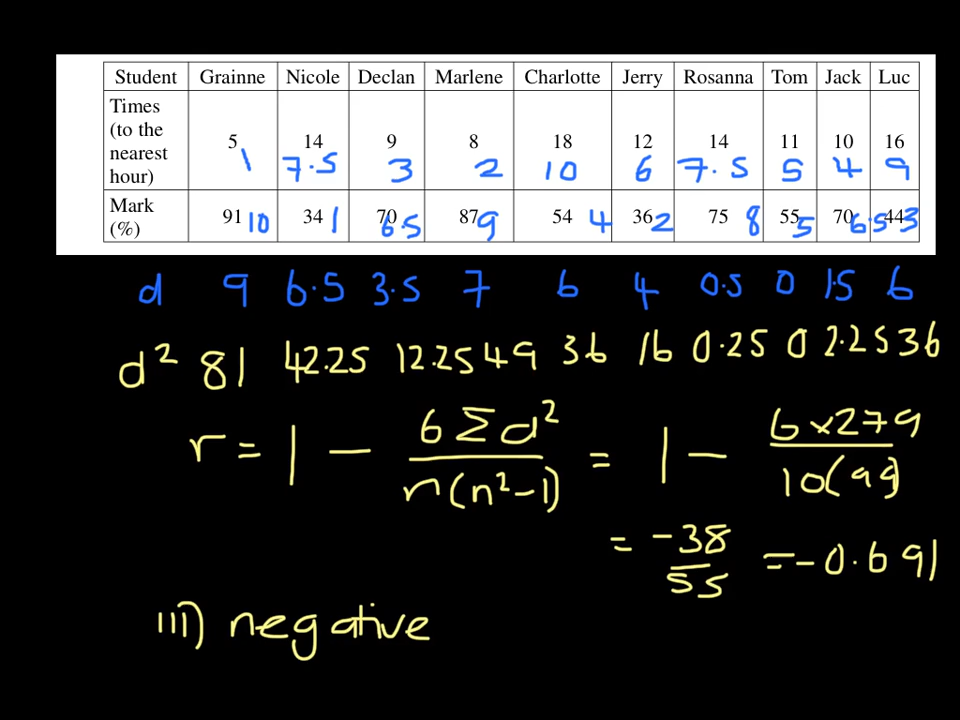 Student Grainne Nicole Declan Marlene Charlotte Jerry Rosanna Tom Jack Luc
Times (to the nearest hour) 5 14 9 8 18 12 14 11 10 16
1 7.5 3 2 10 6 7.5 5 4 9
Mark (%) 91 34 70 87 54 36 75 55 70 44
10 1 6.5 9 4 2 8 5 6.5 3
d 9 6.5 3.5 7 6 4 0.5 0 1.5 6
d² 81 42.25 12.25 49 36 16 0.25 0 2.25 36
r = 1 - 6 Σd² / n(n²-1) = 1 - 6×279 / 10(99)
= -38/55 = -0.691
iii) negative